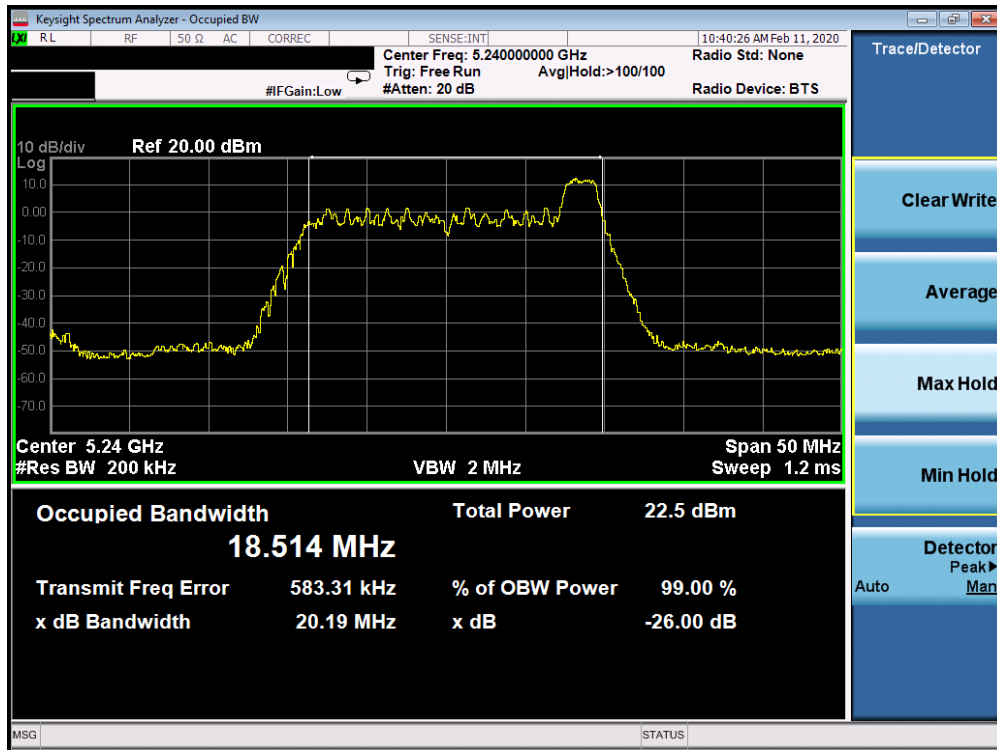 Keysight Spectrum Analyzer - Occupied BW
LXI RL RF 50 Ω AC CORREC SENSE:INT 10:40:26 AM Feb 11, 2020
Center Freq: 5.240000000 GHz Radio Std: None
Trig: Free Run Avg|Hold:>100/100
#IFGain:Low #Atten: 20 dB Radio Device: BTS
10 dB/div Ref 20.00 dBm
Log
10.0
0.00
-10.0
-20.0
-30.0
-40.0
-50.0
-60.0
-70.0
Center 5.24 GHz Span 50 MHz
#Res BW 200 kHz VBW 2 MHz Sweep 1.2 ms
Occupied Bandwidth Total Power 22.5 dBm
18.514 MHz
Transmit Freq Error 583.31 kHz % of OBW Power 99.00 %
x dB Bandwidth 20.19 MHz x dB -26.00 dB
MSG STATUS
Trace/Detector
Clear Write
Average
Max Hold
Min Hold
Detector
Peak▶
Auto Man